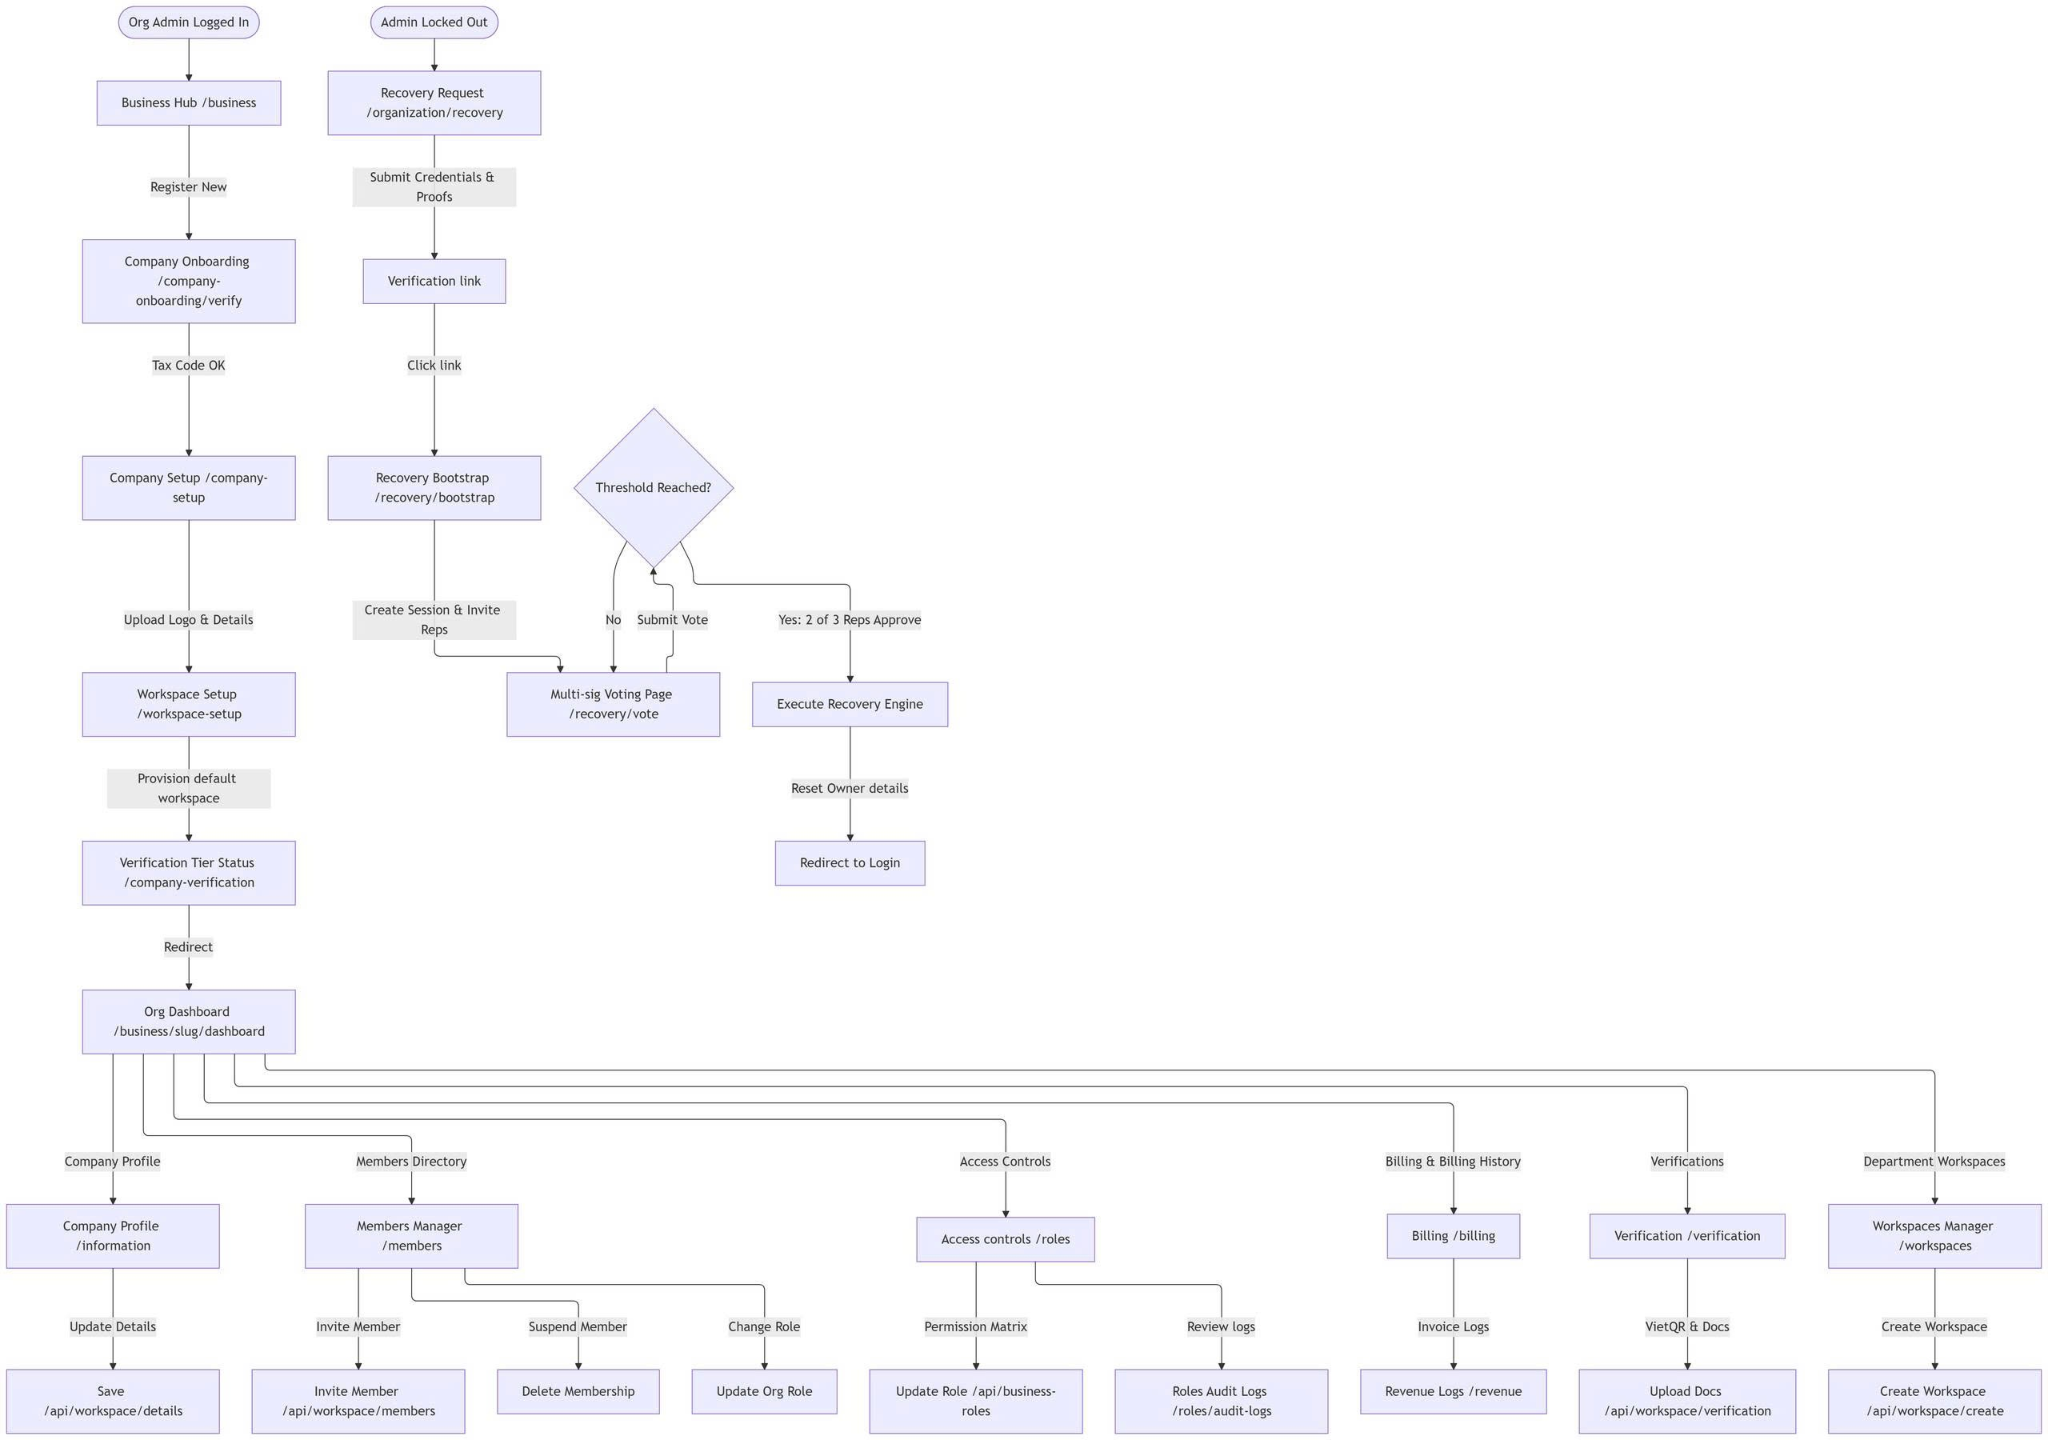 Org Admin Logged In
Admin Locked Out
Business Hub /business
Recovery Request
/organization/recovery
Register New
Submit Credentials &
Proofs
Company Onboarding
/company-
onboarding/verify
Verification link
Tax Code OK
Click link
Company Setup /company-
setup
Recovery Bootstrap
/recovery/bootstrap
Threshold Reached?
Upload Logo & Details
Create Session & Invite
Reps
No
Submit Vote
Yes: 2 of 3 Reps Approve
Workspace Setup
/workspace-setup
Multi-sig Voting Page
/recovery/vote
Execute Recovery Engine
Provision default
workspace
Reset Owner details
Verification Tier Status
/company-verification
Redirect to Login
Redirect
Org Dashboard
/business/slug/dashboard
Company Profile
Members Directory
Access Controls
Billing & Billing History
Verifications
Department Workspaces
Company Profile
/information
Members Manager
/members
Access controls /roles
Billing /billing
Verification /verification
Workspaces Manager
/workspaces
Update Details
Invite Member
Suspend Member
Change Role
Permission Matrix
Review logs
Invoice Logs
VietQR & Docs
Create Workspace
Save
/api/workspace/details
Invite Member
/api/workspace/members
Delete Membership
Update Org Role
Update Role /api/business-
roles
Roles Audit Logs
/roles/audit-logs
Revenue Logs /revenue
Upload Docs
/api/workspace/verification
Create Workspace
/api/workspace/create